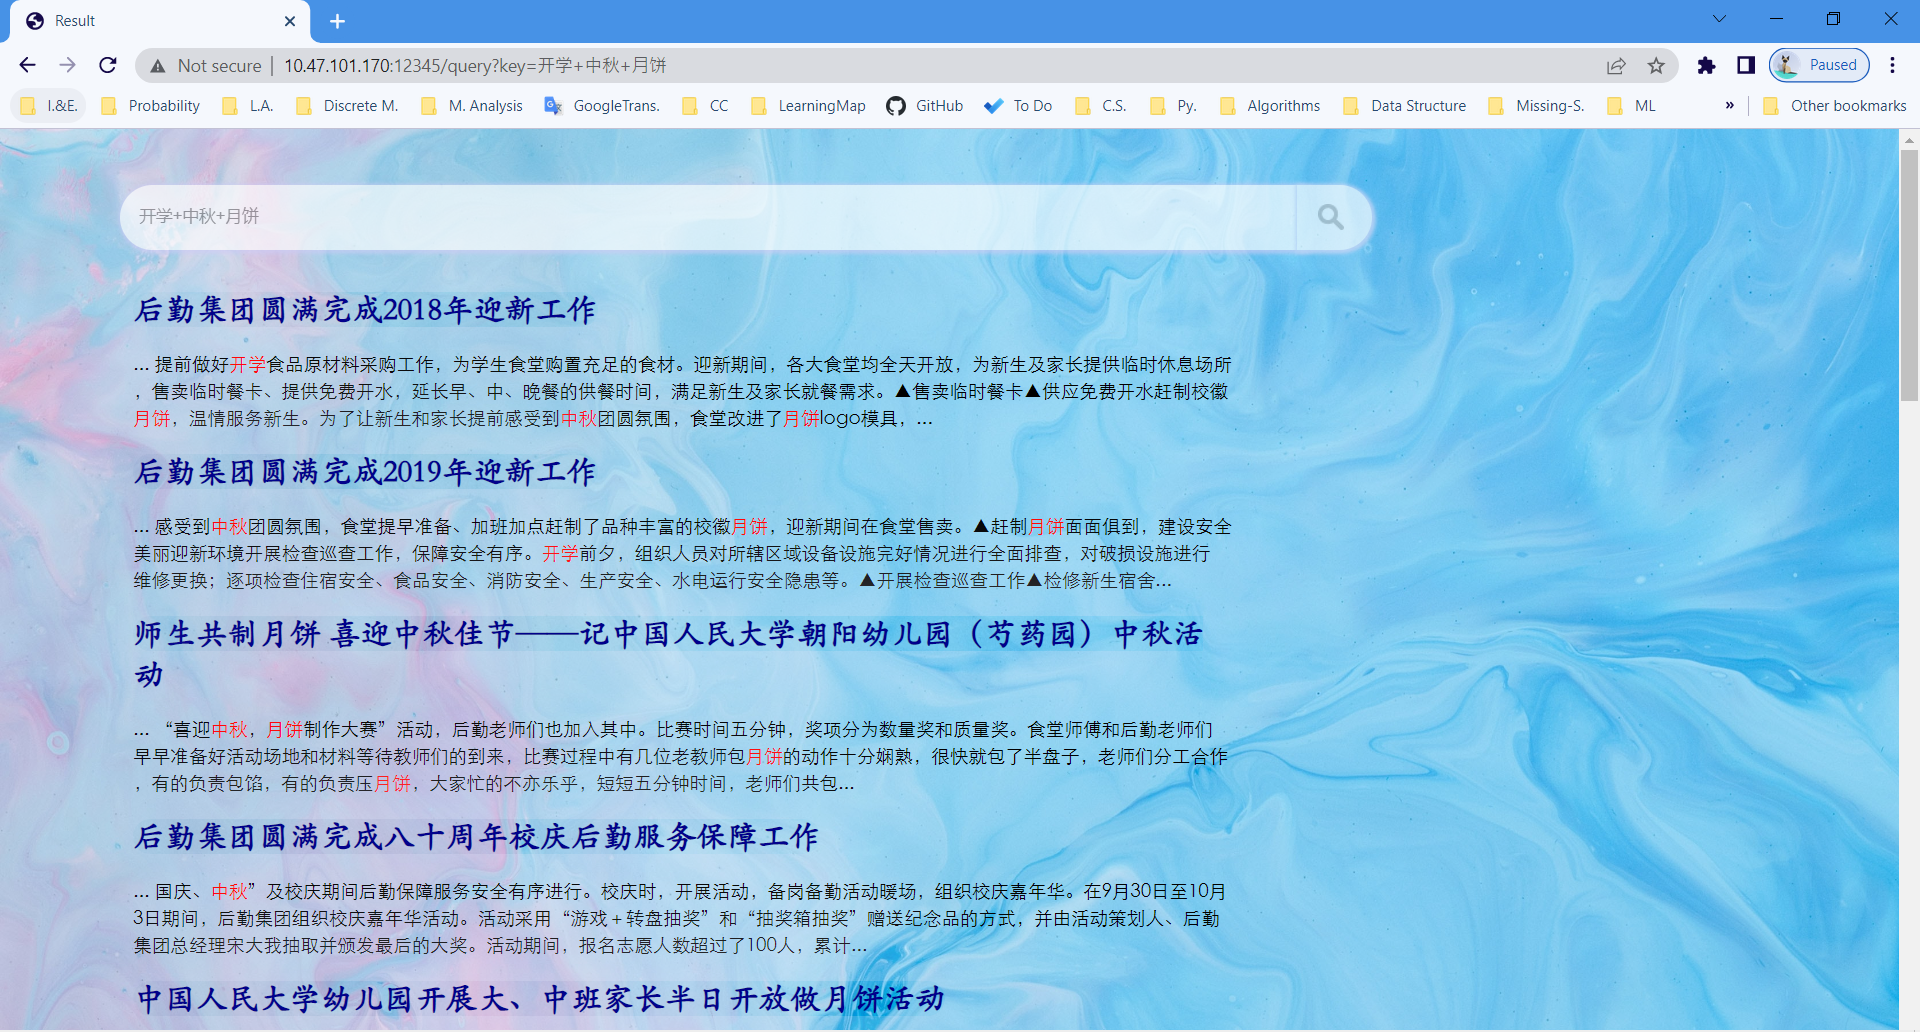 Result
Not secure
10.47.101.170:12345/query?key=开学+中秋+月饼
Paused
I.&E.
Probability
L.A.
Discrete M.
M. Analysis
GoogleTrans.
CC
LearningMap
GitHub
To Do
C.S.
Py.
Algorithms
Data Structure
Missing-S.
ML
»
Other bookmarks
开学+中秋+月饼
后勤集团圆满完成2018年迎新工作
... 提前做好开学食品原材料采购工作，为学生食堂购置充足的食材。迎新期间，各大食堂均全天开放，为新生及家长提供临时休息场所
，售卖临时餐卡、提供免费开水，延长早、中、晚餐的供餐时间，满足新生及家长就餐需求。▲售卖临时餐卡▲供应免费开水赶制校徽
月饼，温情服务新生。为了让新生和家长提前感受到中秋团圆氛围，食堂改进了月饼logo模具，...
后勤集团圆满完成2019年迎新工作
... 感受到中秋团圆氛围，食堂提早准备、加班加点赶制了品种丰富的校徽月饼，迎新期间在食堂售卖。▲赶制月饼面面俱到，建设安全
美丽迎新环境开展检查巡查工作，保障安全有序。开学前夕，组织人员对所辖区域设备设施完好情况进行全面排查，对破损设施进行
维修更换；逐项检查住宿安全、食品安全、消防安全、生产安全、水电运行安全隐患等。▲开展检查巡查工作▲检修新生宿舍...
师生共制月饼 喜迎中秋佳节——记中国人民大学朝阳幼儿园（芍药园）中秋活
动
... “喜迎中秋，月饼制作大赛”活动，后勤老师们也加入其中。比赛时间五分钟，奖项分为数量奖和质量奖。食堂师傅和后勤老师们
早早准备好活动场地和材料等待教师们的到来，比赛过程中有几位老教师包月饼的动作十分娴熟，很快就包了半盘子，老师们分工合作
，有的负责包馅，有的负责压月饼，大家忙的不亦乐乎，短短五分钟时间，老师们共包...
后勤集团圆满完成八十周年校庆后勤服务保障工作
... 国庆、中秋”及校庆期间后勤保障服务安全有序进行。校庆时，开展活动，备岗备勤活动暖场，组织校庆嘉年华。在9月30日至10月
3日期间，后勤集团组织校庆嘉年华活动。活动采用“游戏＋转盘抽奖”和“抽奖箱抽奖”赠送纪念品的方式，并由活动策划人、后勤
集团总经理宋大我抽取并颁发最后的大奖。活动期间，报名志愿人数超过了100人，累计...
中国人民大学幼儿园开展大、中班家长半日开放做月饼活动